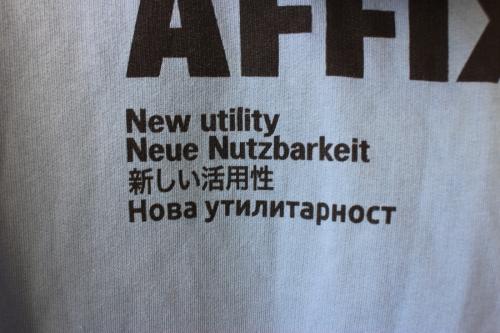 AFFIX
New utility
Neue Nutzbarkeit
新しい活用性
Нова утилитарност